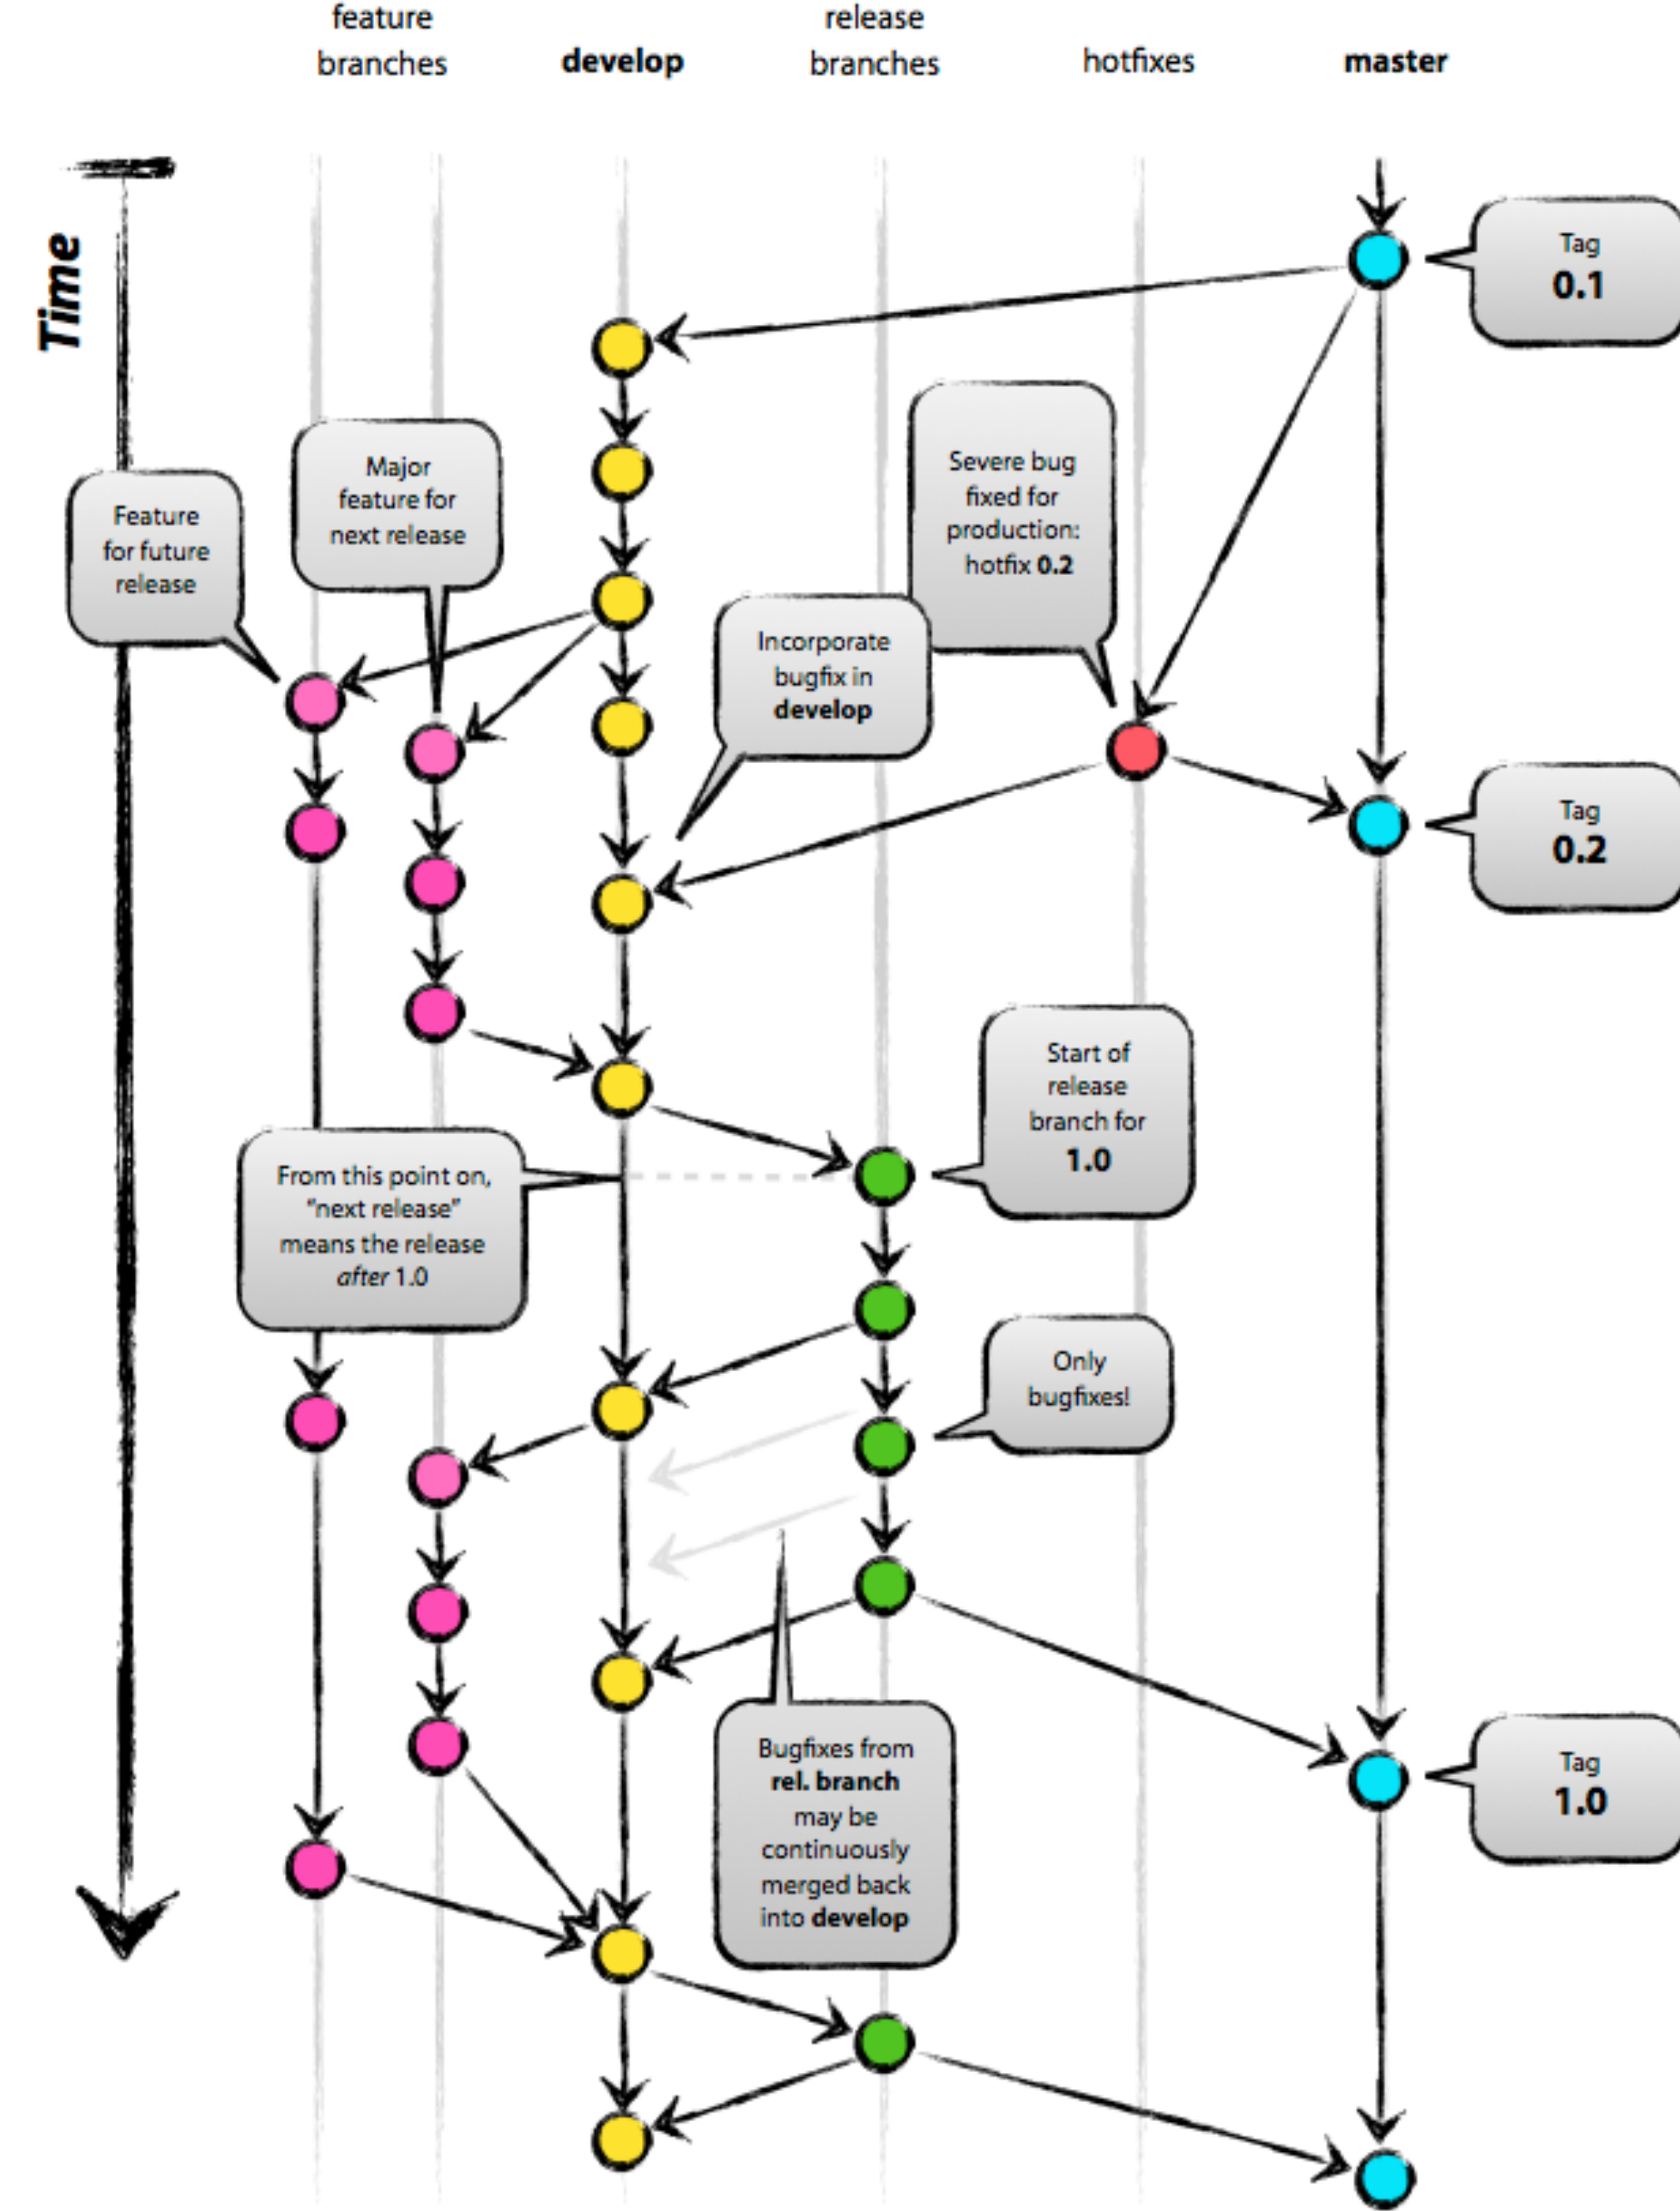 feature
branches
develop
release
branches
hotfixes
master
Time
Tag
0.1
Major
feature for
next release
Feature
for future
release
Severe bug
fixed for
production:
hotfix 0.2
Incorporate
bugfix in
develop
Tag
0.2
Start of
release
branch for
1.0
From this point on,
“next release”
means the release
after 1.0
Only
bugfixes!
Bugfixes from
rel. branch
may be
continuously
merged back
into develop
Tag
1.0